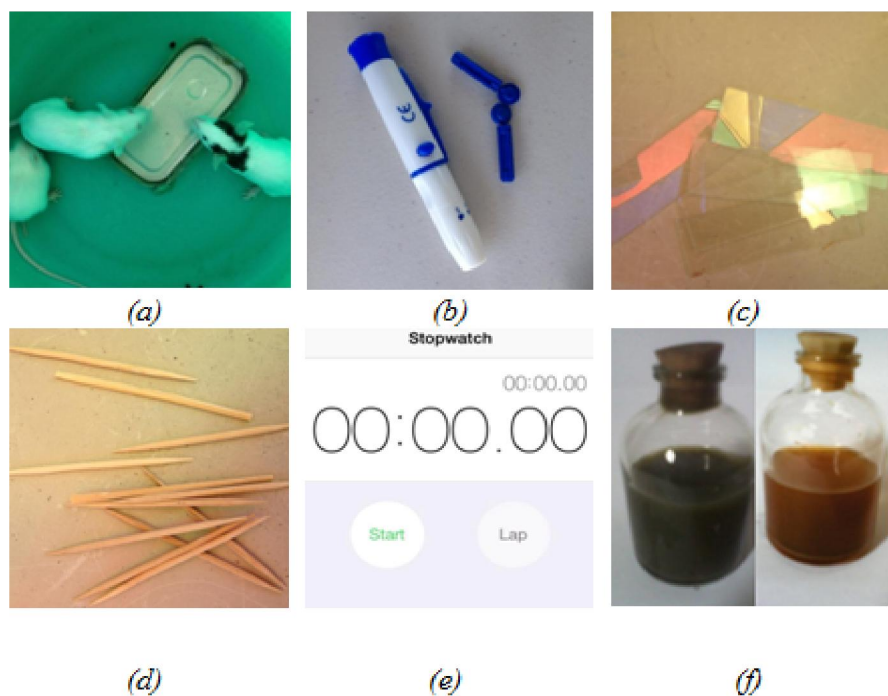 CE
(a)
(b)
(c)
Stopwatch
00:00.00
00:00.00
Start
Lap
(d)
(e)
(f)